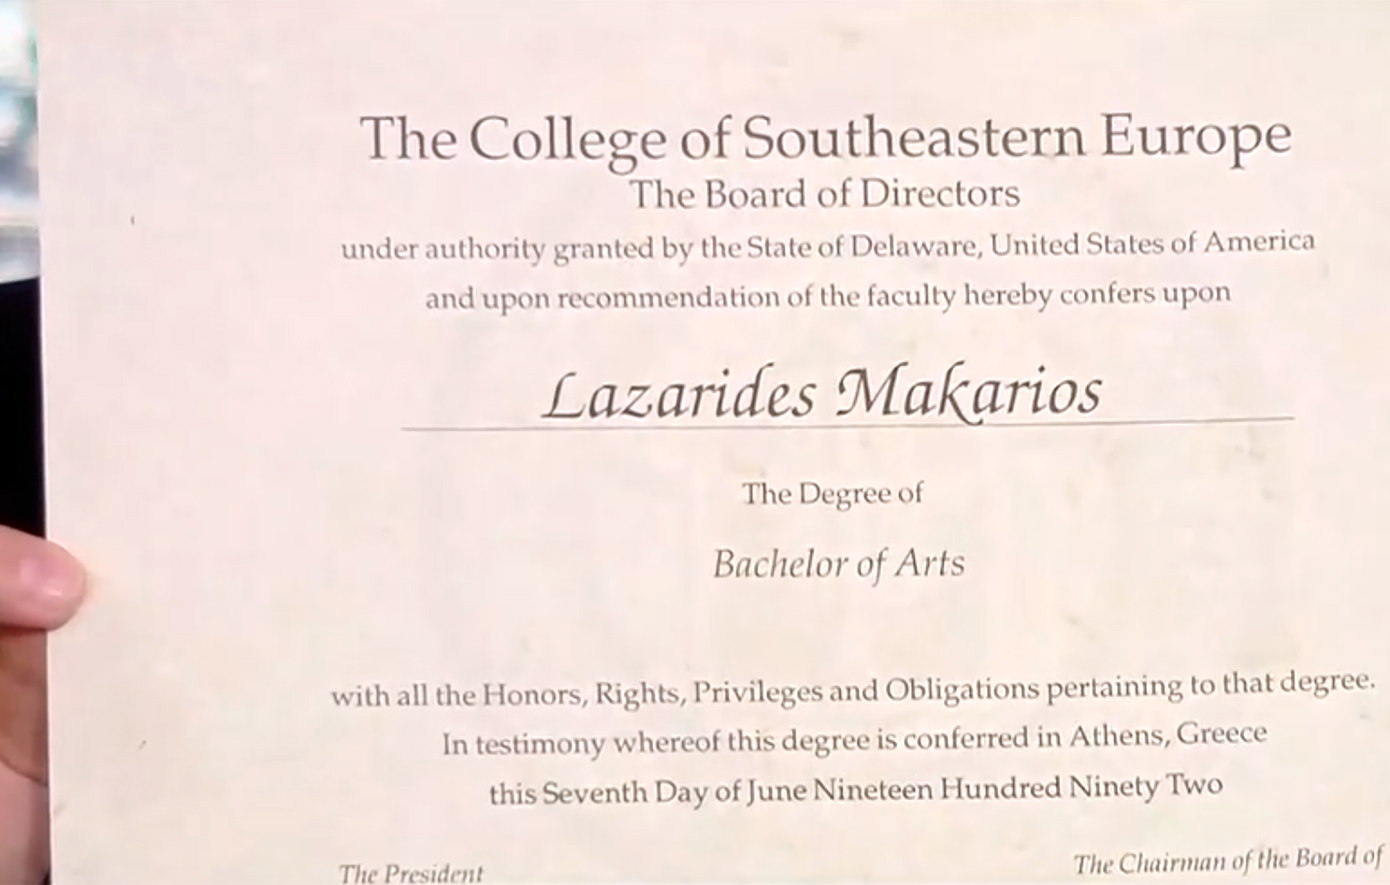 The College of Southeastern Europe
The Board of Directors
under authority granted by the State of Delaware, United States of America
and upon recommendation of the faculty hereby confers upon
Lazarides Makarios
The Degree of
Bachelor of Arts
with all the Honors, Rights, Privileges and Obligations pertaining to that degree.
In testimony whereof this degree is conferred in Athens, Greece
this Seventh Day of June Nineteen Hundred Ninety Two
The President The Chairman of the Board of